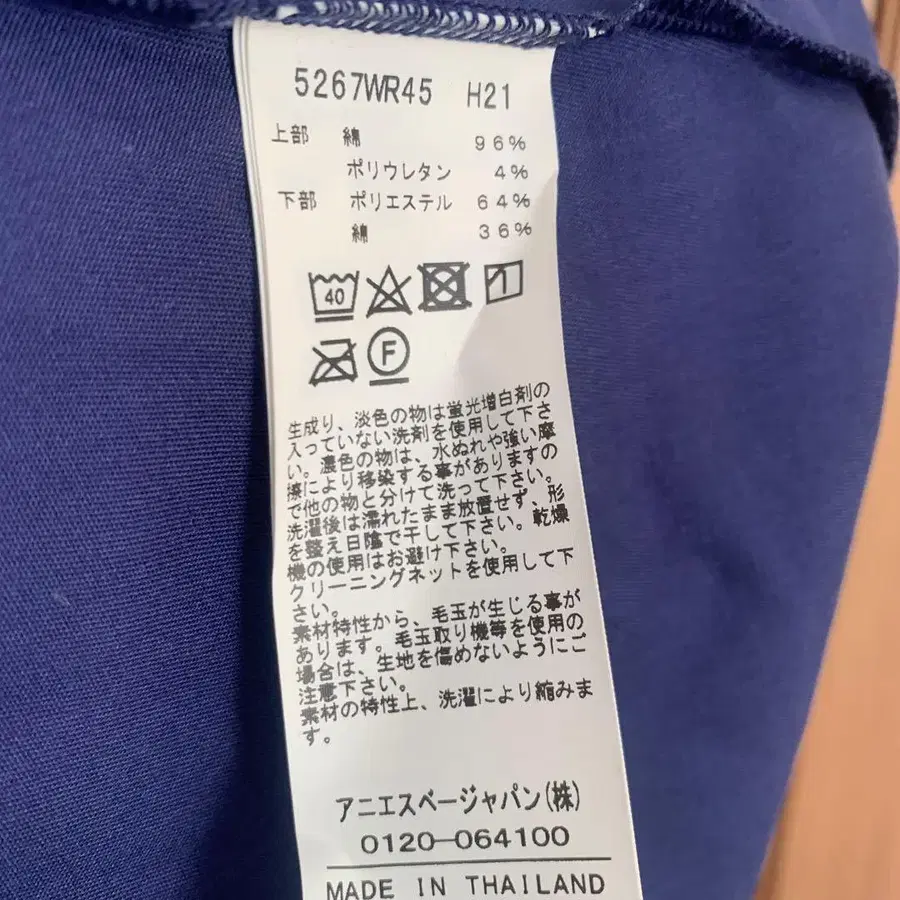 5267WR45 H21
上部 綿 96%
ポリウレタン 4%
下部 ポリエステル 64%
綿 36%
40
F
生成り、淡色の物は蛍光増白剤の
入っていない洗剤を使用して下さ
い。濃色の物は、水ぬれや強い摩
擦により移染する事がありますの
で他の物と分けて洗って下さい。
洗濯後は濡れたまま放置せず、形
を整え日陰で干して下さい。乾燥
機の使用はお避け下さい。
クリーニングネットを使用して下
さい。
素材特性から、毛玉が生じる事が
あります。毛玉取り機等を使用の
場合は、生地を傷めないようにご
注意下さい。
素材の特性上、洗濯により縮みま
す。
アニエスベージャパン(株)
0120-064100
MADE IN THAILAND